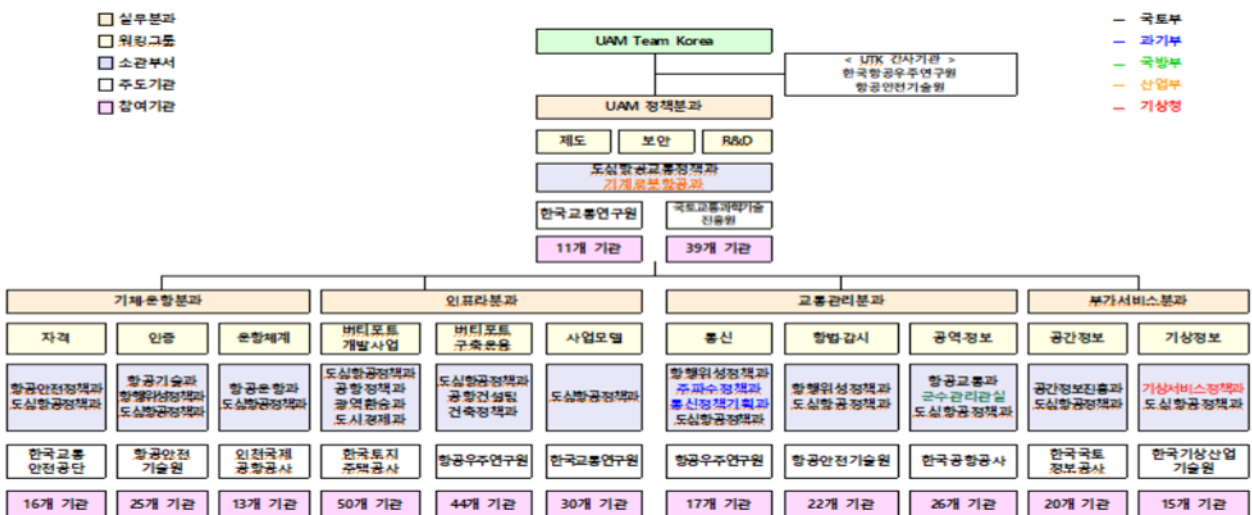 실무분과
워킹그룹
소관부서
주도기관
참여기관
UAM Team Korea
< UTK 간사기관 >
한국항공우주연구원
항공안전기술원
국토부
과기부
국방부
산업부
기상청
UAM 정책분과
제도 보안 R&D
도심항공교통정책과
기계로봇항공과
한국교통연구원
국토교통과학기술
진흥원
11개 기관 39개 기관
기체·운항분과 인프라분과 교통관리분과 부가서비스분과
자격
인증
운항체계
버티포트
개발사업
버티포트
구축운용
사업모델
통신
항법·감시
공역·정보
공간정보
기상정보
항공안전정책과
도심항공정책과
항공기술과
항행위성정책과
도심항공정책과
항공운항과
도심항공정책과
도심항공정책과
공항정책과
광역환승과
도시경제과
도심항공정책과
공항건설팀
건축정책과
도심항공정책과
항행위성정책과
주파수정책과
통신정책기획과
도심항공정책과
항행위성정책과
도심항공정책과
항공교통과
군수관리관실
도심항공정책과
공간정보진흥과
도심항공정책과
기상서비스정책과
도심항공정책과
한국교통
안전공단
항공안전
기술원
인천국제
공항공사
한국토지
주택공사
항공우주연구원
한국교통연구원
항공우주연구원
항공안전기술원
한국공항공사
한국국토
정보공사
한국기상산업
기술원
16개 기관 25개 기관 13개 기관 50개 기관 44개 기관 30개 기관 17개 기관 22개 기관 26개 기관 20개 기관 15개 기관